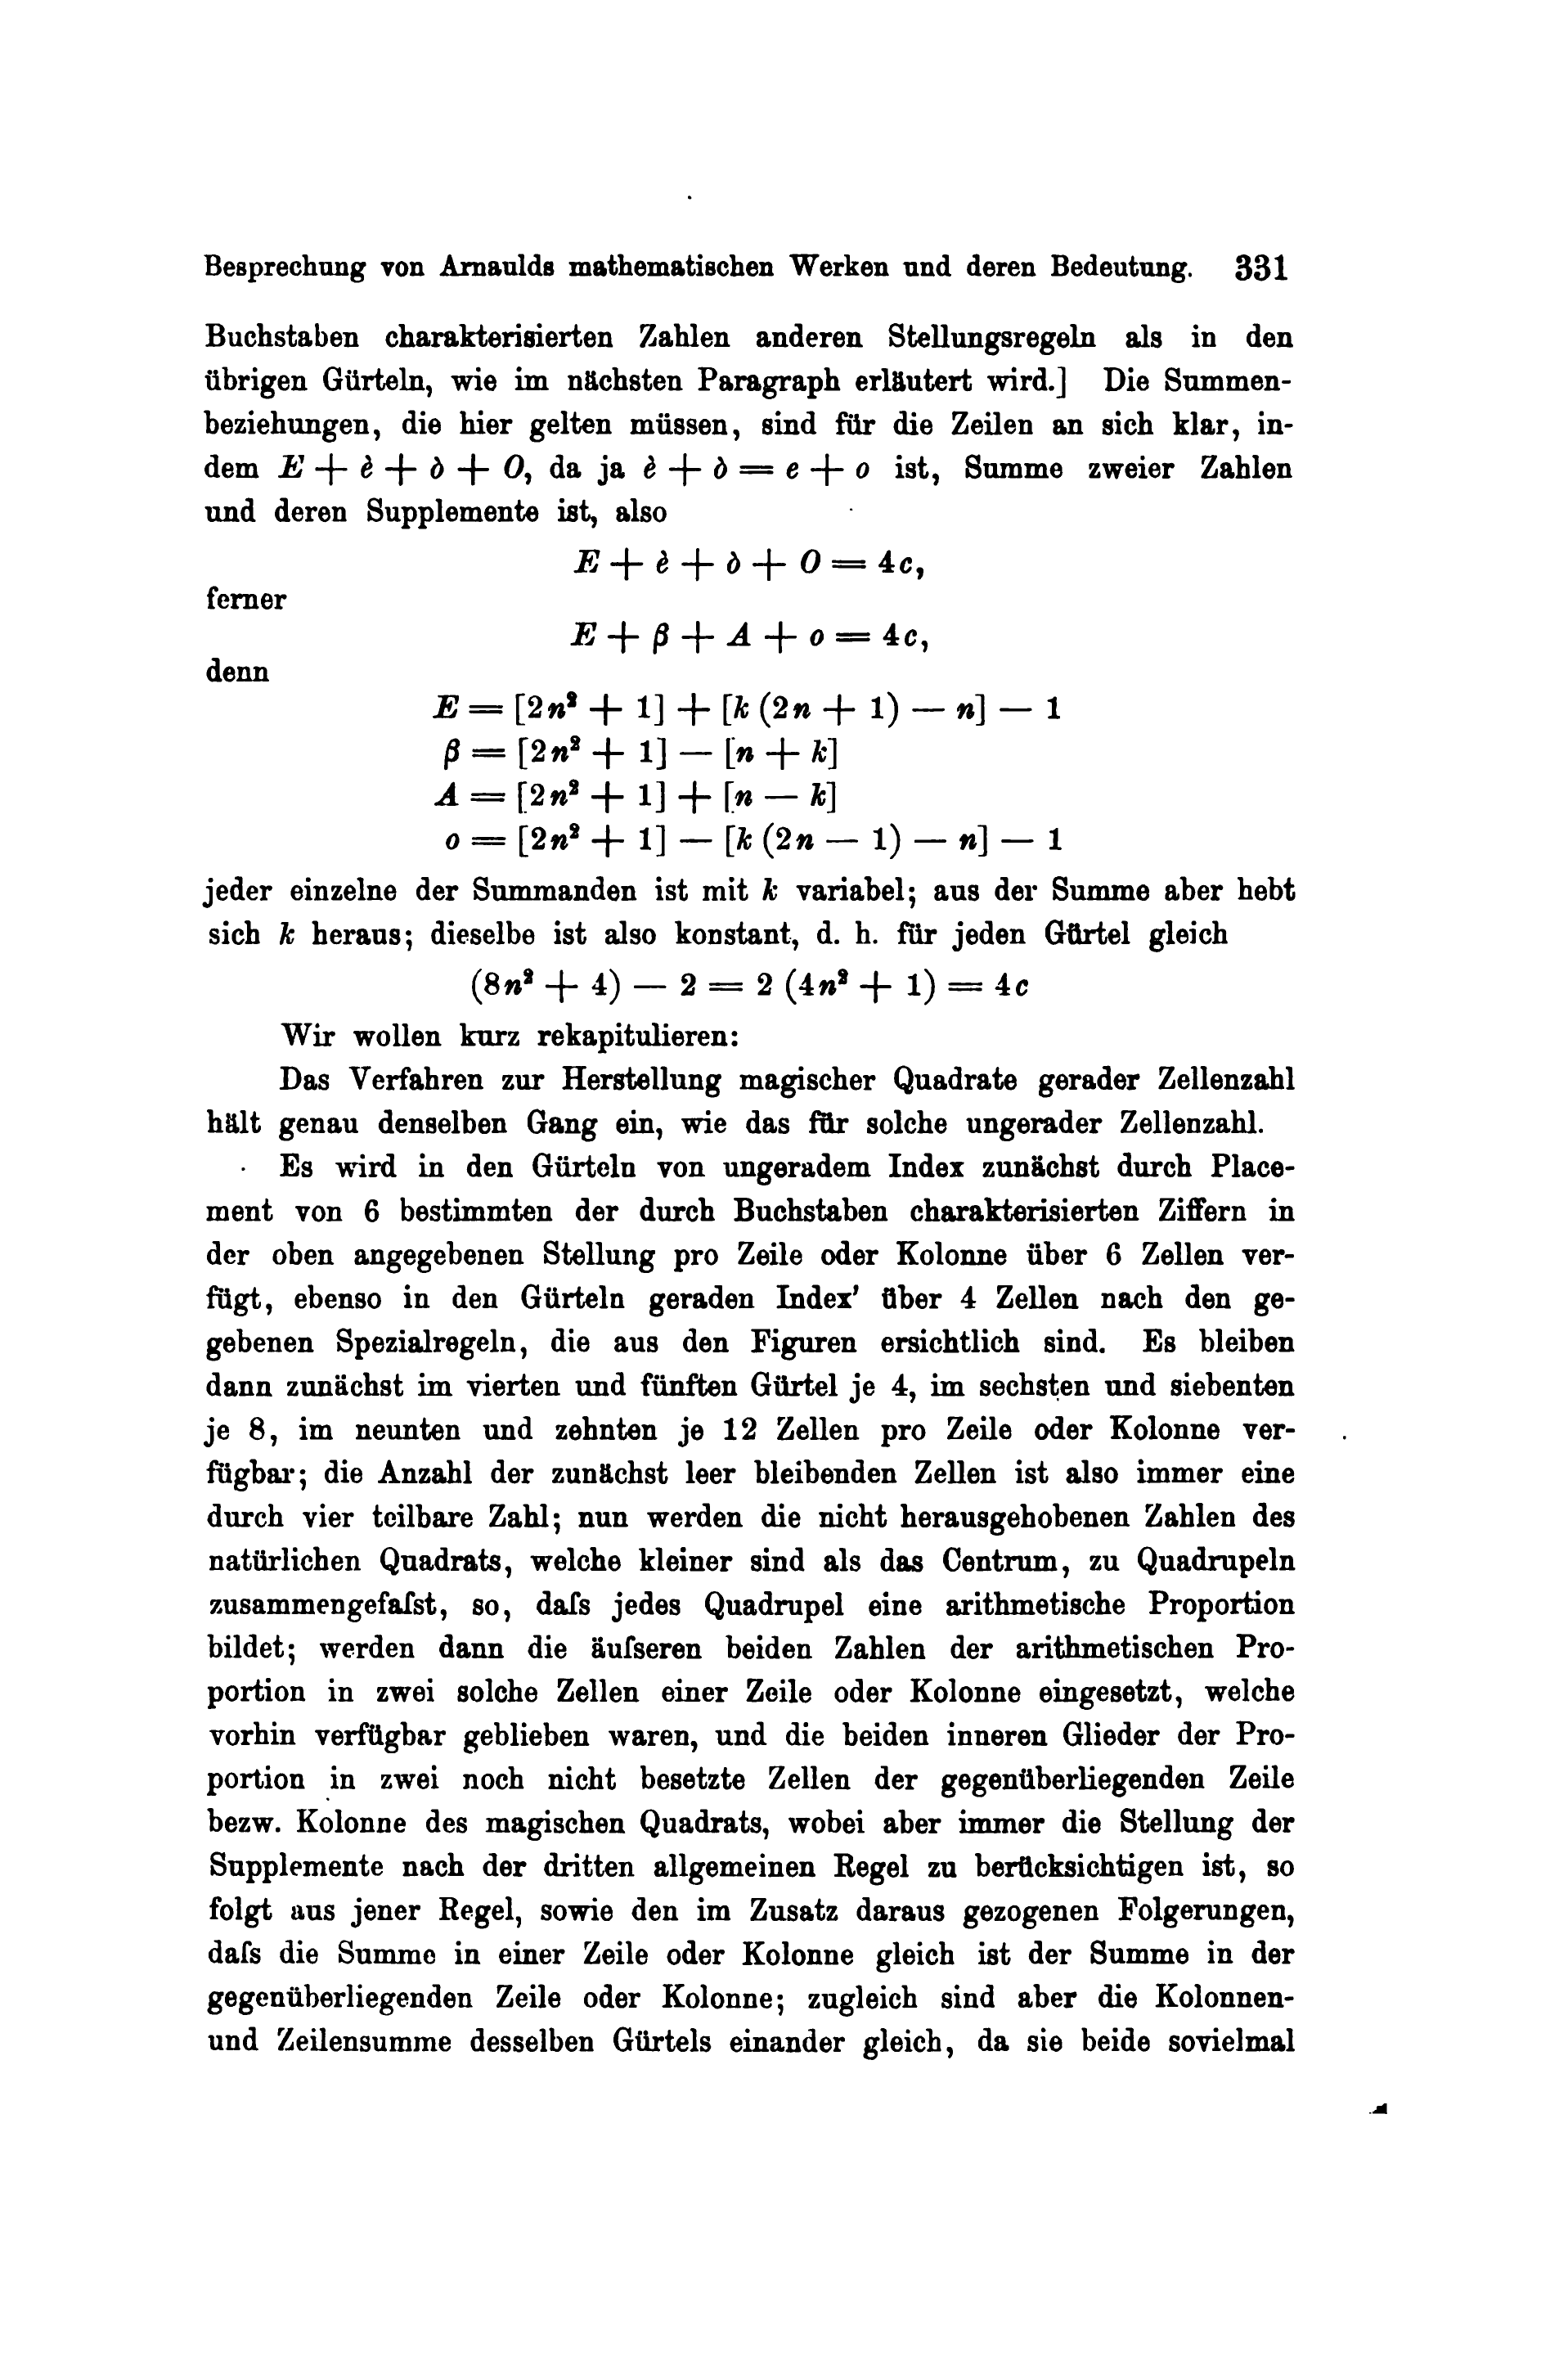 Besprechung von Arnaulds mathematischen Werken und deren Bedeutung. 331
Buchstaben charakterisierten Zahlen anderen Stellungsregeln als in den
übrigen Gürteln, wie im nächsten Paragraph erläutert wird.] Die Summen-
beziehungen, die hier gelten müssen, sind für die Zeilen an sich klar, in-
dem E + è + ò + O, da ja è + ò = e + o ist, Summe zweier Zahlen
und deren Supplemente ist, also
E + è + ò + O = 4c,
ferner
E + β + A + o = 4c,
denn
E = [2n² + 1] + [k (2n + 1) — n] — 1
β = [2n² + 1] — [n + k]
A = [2n² + 1] + [n — k]
o = [2n² + 1] — [k (2n — 1) — n] — 1
jeder einzelne der Summanden ist mit k variabel; aus der Summe aber hebt
sich k heraus; dieselbe ist also konstant, d. h. für jeden Gürtel gleich
(8n² + 4) — 2 = 2 (4n² + 1) = 4c
Wir wollen kurz rekapitulieren:
Das Verfahren zur Herstellung magischer Quadrate gerader Zellenzahl
hält genau denselben Gang ein, wie das für solche ungerader Zellenzahl.
Es wird in den Gürteln von ungeradem Index zunächst durch Place-
ment von 6 bestimmten der durch Buchstaben charakterisierten Ziffern in
der oben angegebenen Stellung pro Zeile oder Kolonne über 6 Zellen ver-
fügt, ebenso in den Gürteln geraden Index' über 4 Zellen nach den ge-
gebenen Spezialregeln, die aus den Figuren ersichtlich sind. Es bleiben
dann zunächst im vierten und fünften Gürtel je 4, im sechsten und siebenten
je 8, im neunten und zehnten je 12 Zellen pro Zeile oder Kolonne ver-
fügbar; die Anzahl der zunächst leer bleibenden Zellen ist also immer eine
durch vier teilbare Zahl; nun werden die nicht herausgehobenen Zahlen des
natürlichen Quadrats, welche kleiner sind als das Centrum, zu Quadrupeln
zusammengefaſst, so, daſs jedes Quadrupel eine arithmetische Proportion
bildet; werden dann die äuſseren beiden Zahlen der arithmetischen Pro-
portion in zwei solche Zellen einer Zeile oder Kolonne eingesetzt, welche
vorhin verfügbar geblieben waren, und die beiden inneren Glieder der Pro-
portion in zwei noch nicht besetzte Zellen der gegenüberliegenden Zeile
bezw. Kolonne des magischen Quadrats, wobei aber immer die Stellung der
Supplemente nach der dritten allgemeinen Regel zu berücksichtigen ist, so
folgt aus jener Regel, sowie den im Zusatz daraus gezogenen Folgerungen,
daſs die Summe in einer Zeile oder Kolonne gleich ist der Summe in der
gegenüberliegenden Zeile oder Kolonne; zugleich sind aber die Kolonnen-
und Zeilensumme desselben Gürtels einander gleich, da sie beide sovielmal